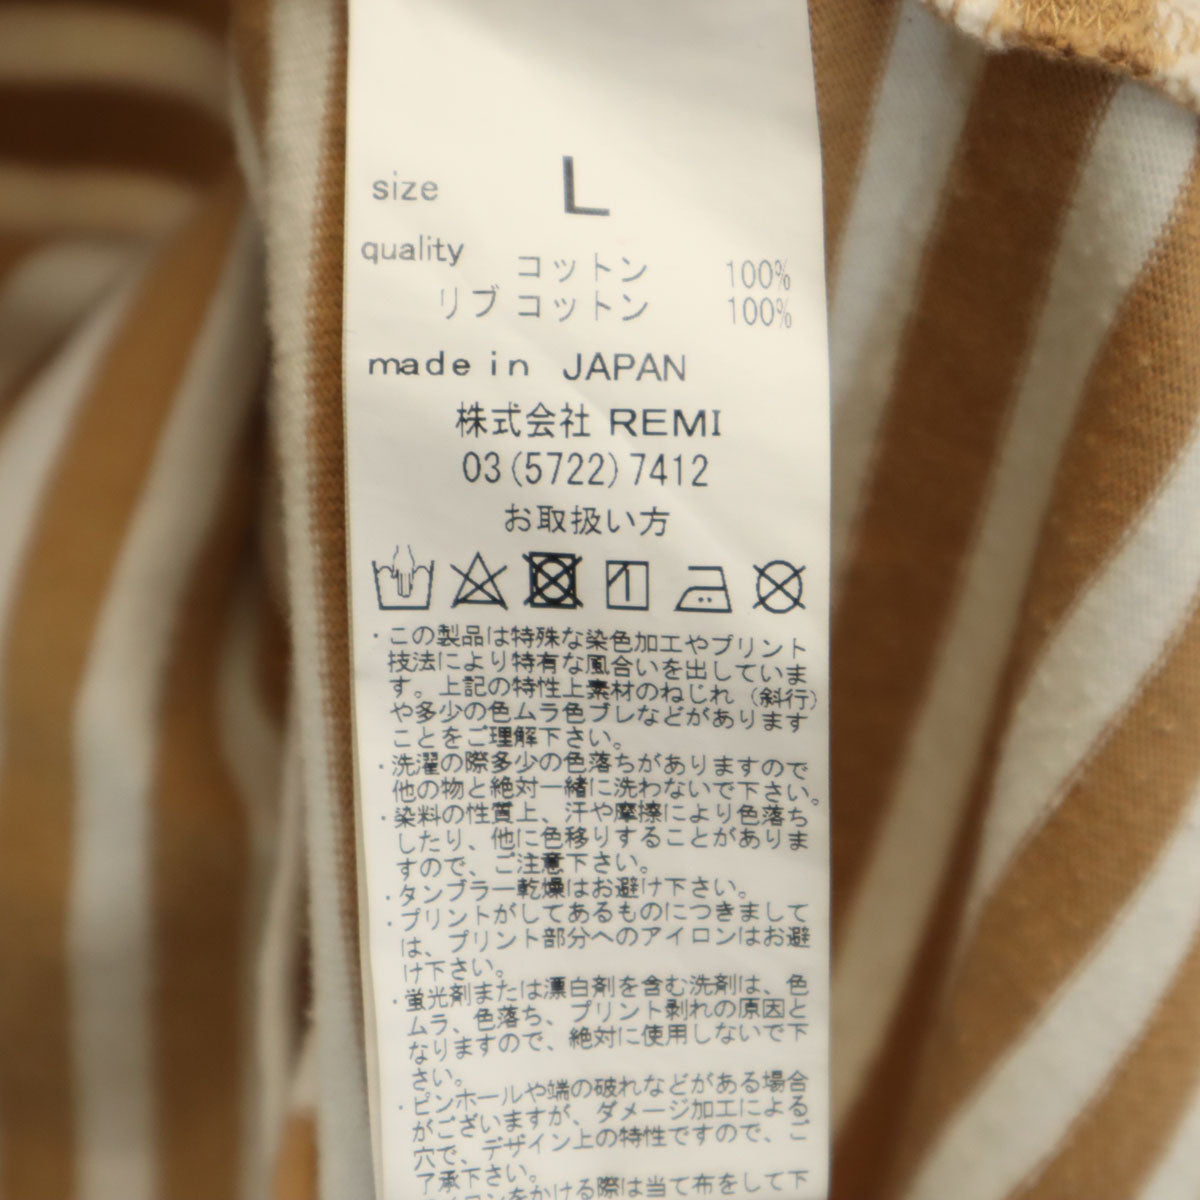 size L
quality コットン 100%
リブコットン 100%
made in JAPAN
株式会社 REMI
03(5722)7412
お取扱い方
・この製品は特殊な染色加工やプリント
技法により特有な風合いを出していま
す。上記の特性上素材のねじれ(斜行)
や多少の色ムラ色ブレなどがあります
ことをご理解下さい。
・洗濯の際多少の色落ちがありますので
他の物と絶対一緒に洗わないで下さい。
・染料の性質上、汗や摩擦により色落ち
したり、他に色移りすることがありま
すので、ご注意下さい。
・タンブラー乾燥はお避け下さい。
・プリントがしてあるものにつきまして
は、プリント部分へのアイロンはお避
け下さい。
・蛍光剤または漂白剤を含む洗剤は、色
ムラ、色落ち、プリント剥れの原因と
なりますので、絶対に使用しないで下
さい。
・ピンホールや端の破れなどがある場合
がございますが、ダメージ加工による
穴で、デザイン上の特性ですので、ご
了承下さい。
アイロンをかける際は当て布をして下